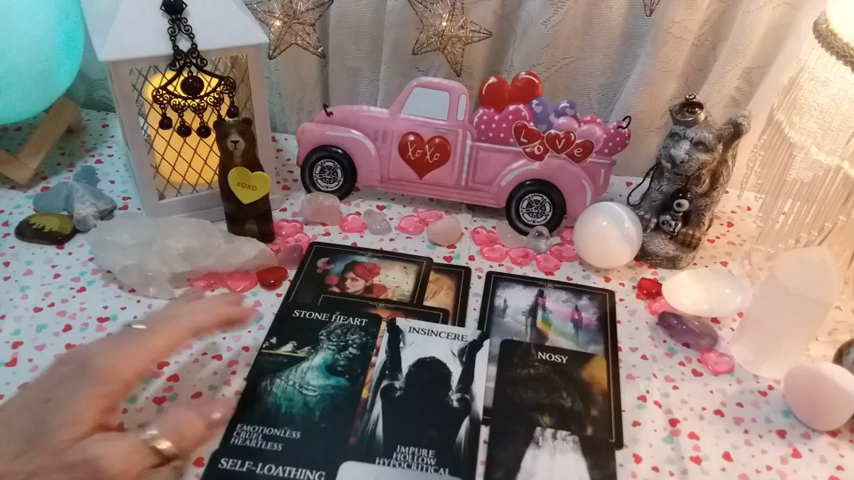 XOXO
LOVE
XOXO
STONE HEART
INSINCERE
NOSY
EMOTIONLESS
CRUEL
HEARTLESS
IMPURE
HOLLOW
HYPOCRITICAL
SELF-LOATHING